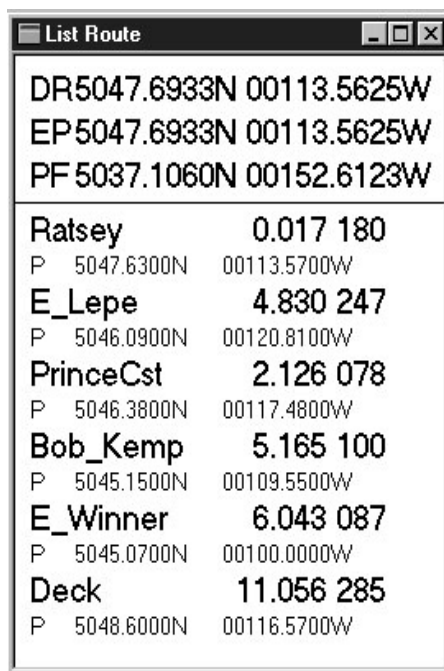 List Route
DR5047.6933N 00113.5625W
EP5047.6933N 00113.5625W
PF5037.1060N 00152.6123W
Ratsey 0.017 180
P 5047.6300N 00113.5700W
E_Lepe 4.830 247
P 5046.0900N 00120.8100W
PrinceCst 2.126 078
P 5046.3800N 00117.4800W
Bob_Kemp 5.165 100
P 5045.1500N 00109.5500W
E_Winner 6.043 087
P 5045.0700N 00100.0000W
Deck 11.056 285
P 5048.6000N 00116.5700W